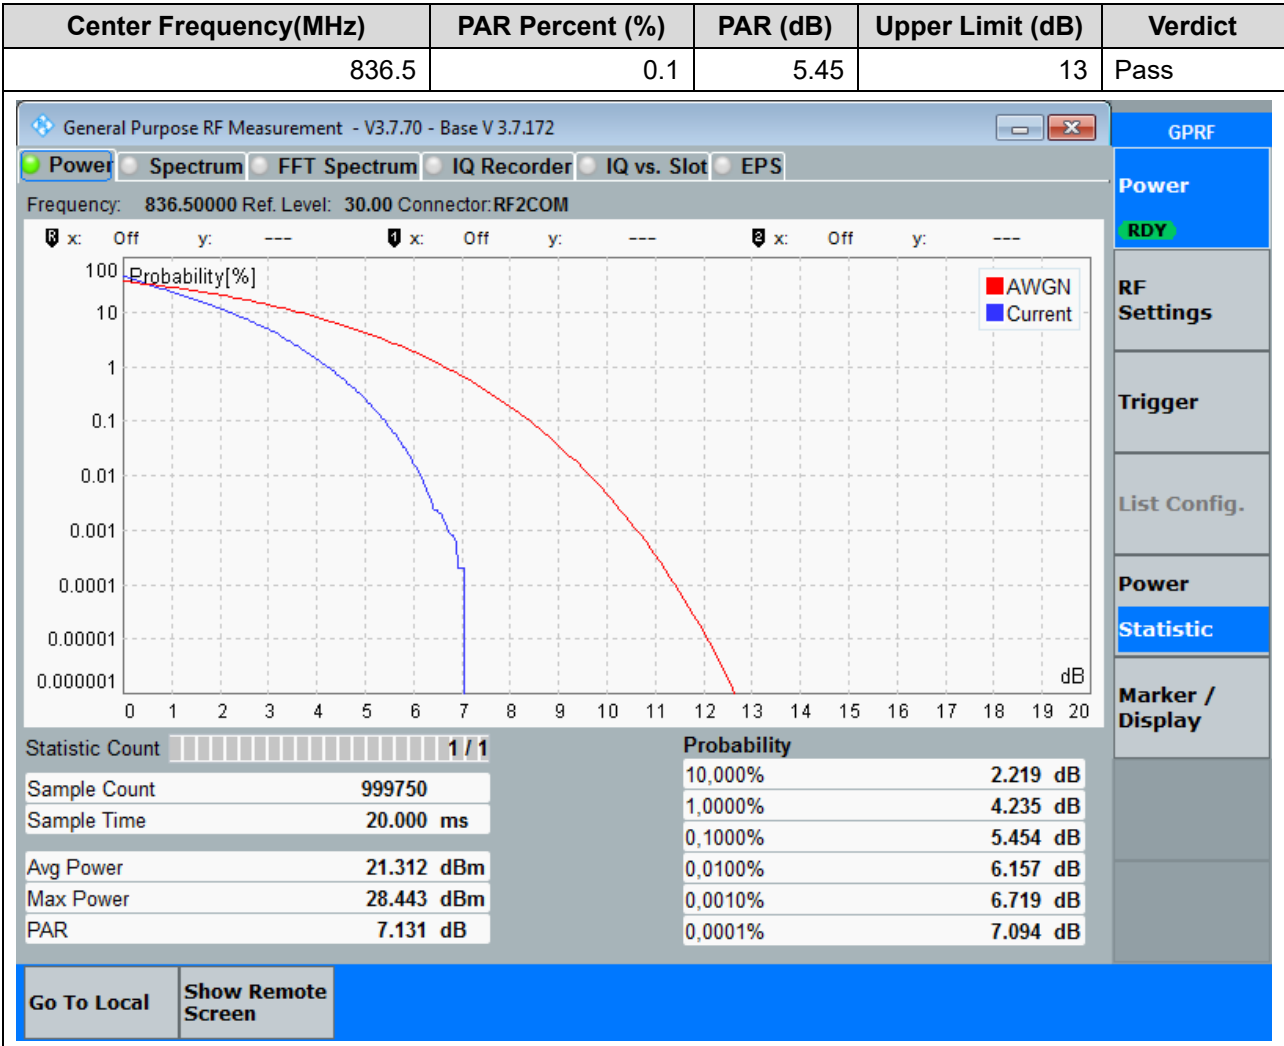 Center Frequency(MHz) PAR Percent (%) PAR (dB) Upper Limit (dB) Verdict
836.5 0.1 5.45 13 Pass
General Purpose RF Measurement - V3.7.70 - Base V 3.7.172
GPRF
Power Spectrum FFT Spectrum IQ Recorder IQ vs. Slot EPS
Frequency: 836.50000 Ref. Level: 30.00 Connector: RF2COM
R x: Off y: --- 1 x: Off y: --- 2 x: Off y: ---
Probability[%]
100
10
1
0.1
0.01
0.001
0.0001
0.00001
0.000001
AWGN
Current
dB
0 1 2 3 4 5 6 7 8 9 10 11 12 13 14 15 16 17 18 19 20
Statistic Count 1 / 1
Sample Count 999750
Sample Time 20.000 ms
Avg Power 21.312 dBm
Max Power 28.443 dBm
PAR 7.131 dB
Probability
10,000% 2.219 dB
1,0000% 4.235 dB
0,1000% 5.454 dB
0,0100% 6.157 dB
0,0010% 6.719 dB
0,0001% 7.094 dB
Power
RDY
RF
Settings
Trigger
List Config.
Power
Statistic
Marker /
Display
Go To Local
Show Remote
Screen